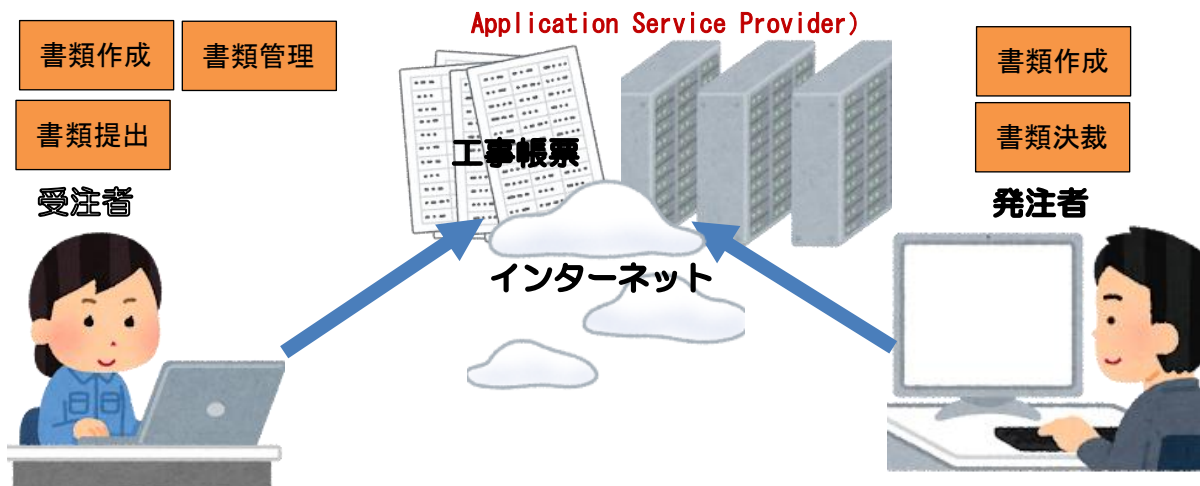 Application Service Provider）
書類作成
書類管理
書類提出
受注者
工事帳票
インターネット
書類作成
書類決裁
発注者